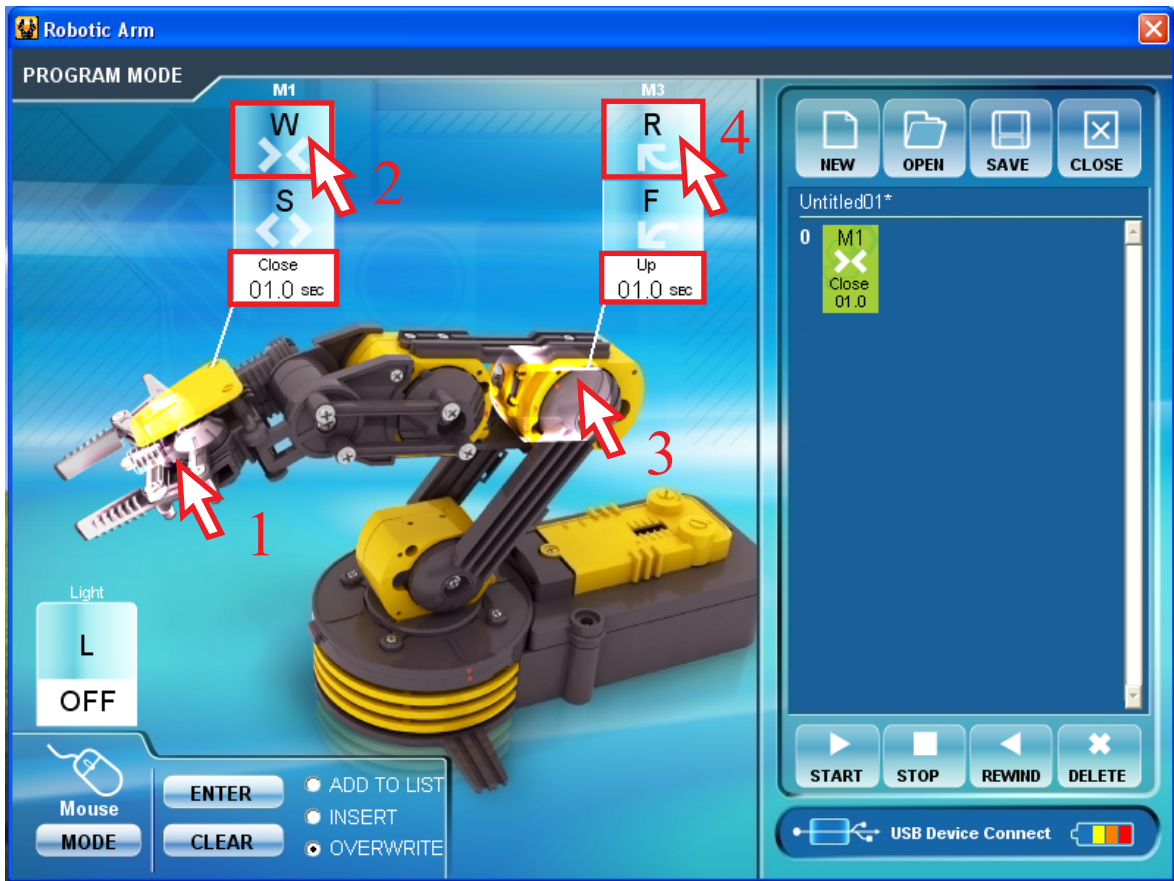 Robotic Arm
PROGRAM MODE
M1
W
2
S
Close
01.0 SEC
M3
R
4
F
Up
01.0 SEC
3
1
Light
L
OFF
Mouse
MODE
ENTER
CLEAR
ADD TO LIST
INSERT
OVERWRITE
NEW OPEN SAVE CLOSE
Untitled01*
0 M1
Close
01.0
START STOP REWIND DELETE
USB Device Connect